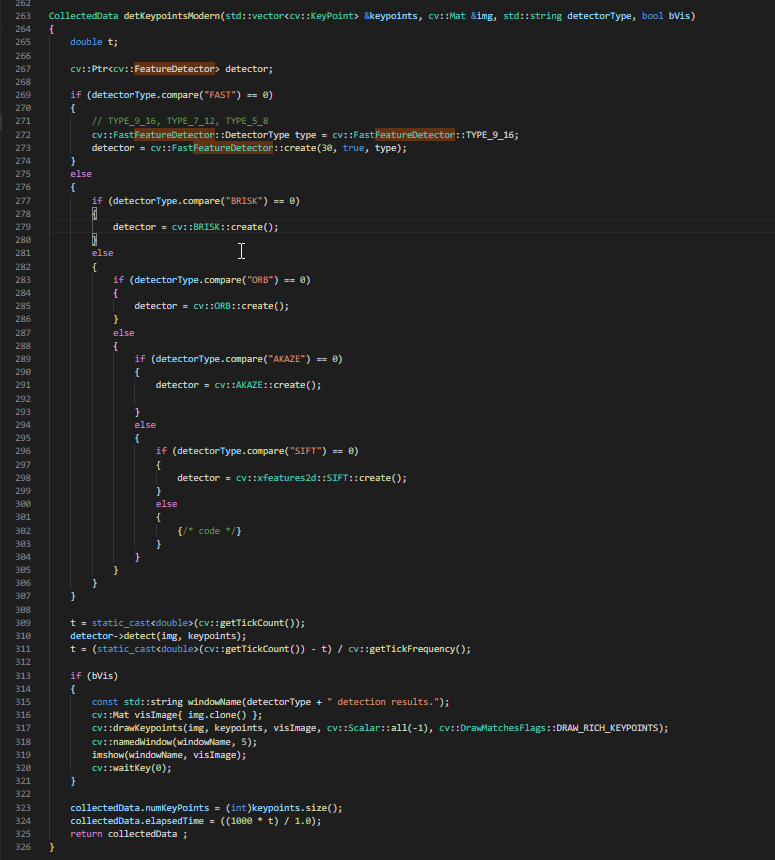 262
263 CollectedData detKeypointsModern(std::vector<cv::KeyPoint> &keypoints, cv::Mat &img, std::string detectorType, bool bVis)
264 {
265     double t;
266
267     cv::Ptr<cv::FeatureDetector> detector;
268
269     if (detectorType.compare("FAST") == 0)
270     {
271         // TYPE_9_16, TYPE_7_12, TYPE_5_8
272         cv::FastFeatureDetector::DetectorType type = cv::FastFeatureDetector::TYPE_9_16;
273         detector = cv::FastFeatureDetector::create(30, true, type);
274     }
275     else
276     {
277         if (detectorType.compare("BRISK") == 0)
278         {
279             detector = cv::BRISK::create();
280         }
281         else
282         {
283             if (detectorType.compare("ORB") == 0)
284             {
285                 detector = cv::ORB::create();
286             }
287             else
288             {
289                 if (detectorType.compare("AKAZE") == 0)
290                 {
291                     detector = cv::AKAZE::create();
292
293                 }
294                 else
295                 {
296                     if (detectorType.compare("SIFT") == 0)
297                     {
298                         detector = cv::xfeatures2d::SIFT::create();
299                     }
300                     else
301                     {
302                         {/* code */}
303                     }
304                 }
305             }
306         }
307     }
308
309     t = static_cast<double>(cv::getTickCount());
310     detector->detect(img, keypoints);
311     t = (static_cast<double>(cv::getTickCount()) - t) / cv::getTickFrequency();
312
313     if (bVis)
314     {
315         const std::string windowName(detectorType + " detection results.");
316         cv::Mat visImage{ img.clone() };
317         cv::drawKeypoints(img, keypoints, visImage, cv::Scalar::all(-1), cv::DrawMatchesFlags::DRAW_RICH_KEYPOINTS);
318         cv::namedWindow(windowName, 5);
319         imshow(windowName, visImage);
320         cv::waitKey(0);
321     }
322
323     collectedData.numKeyPoints = (int)keypoints.size();
324     collectedData.elapsedTime = ((1000 * t) / 1.0);
325     return collectedData ;
326 }